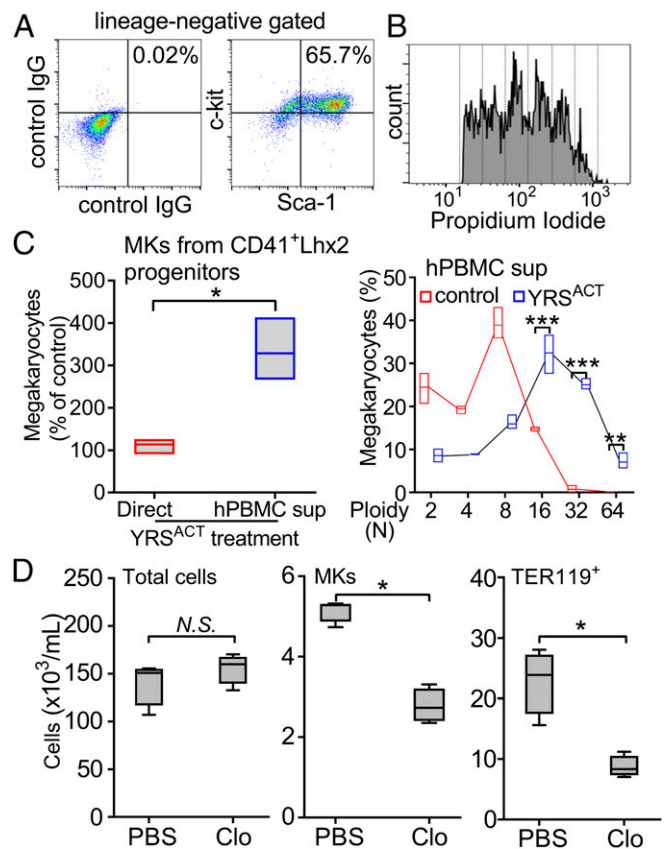 A
lineage-negative gated
0.02%
control IgG
control IgG
65.7%
c-kit
Sca-1
B
count
10¹ 10² 10³
Propidium Iodide
C
MKs from CD41⁺Lhx2
progenitors
500
400
300
200
100
0
Megakaryocytes
(% of control)
*
Direct hPBMC sup
YRSᴬᶜᵀ treatment
hPBMC sup
control YRSᴬᶜᵀ
50
40
30
20
10
0
Megakaryocytes (%)
***
***
**
Ploidy
(N)
2 4 8 16 32 64
D
Cells (x10³/mL)
Total cells
250
200
150
100
50
0
N.S.
PBS Clo
MKs
6
4
2
0
*
PBS Clo
TER119⁺
40
30
20
10
0
*
PBS Clo